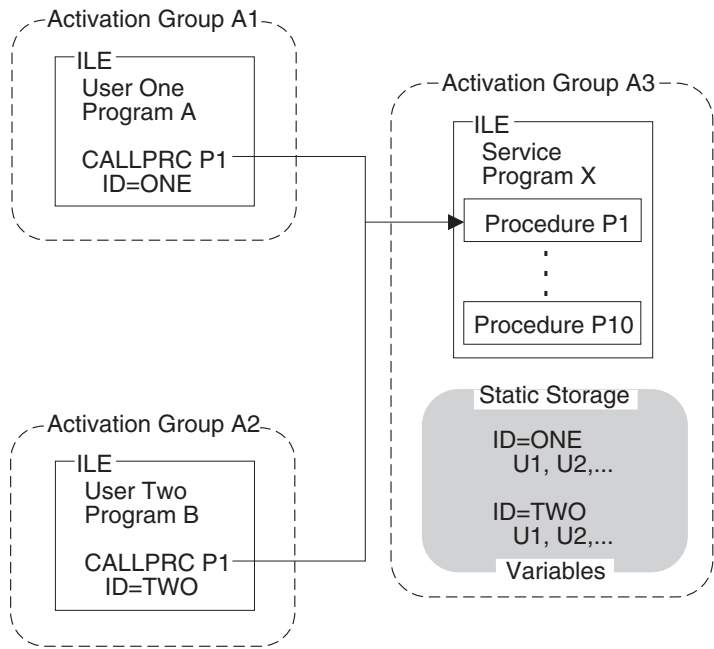 Activation Group A1
ILE
User One
Program A
CALLPRC P1
ID=ONE
Activation Group A2
ILE
User Two
Program B
CALLPRC P1
ID=TWO
Activation Group A3
ILE
Service
Program X
Procedure P1
Procedure P10
Static Storage
ID=ONE
U1, U2,...
ID=TWO
U1, U2,...
Variables